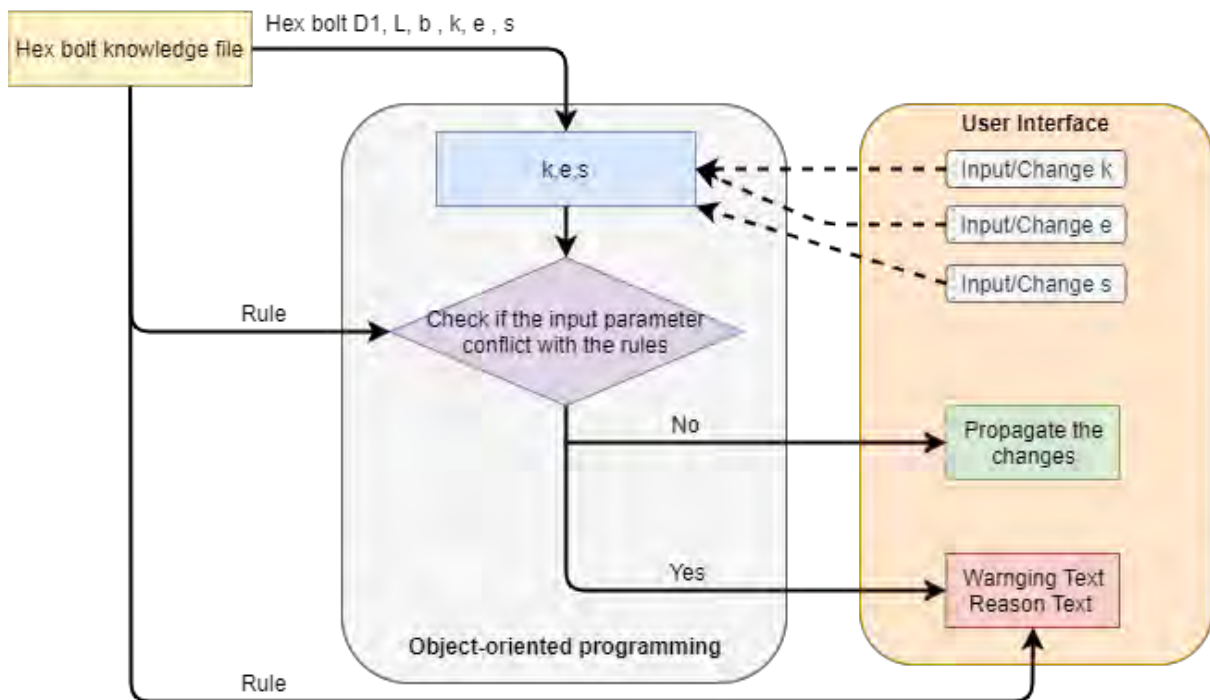 Hex bolt D1, L, b , k, e , s
Hex bolt knowledge file
User Interface
k,e,s
Input/Change k
Input/Change e
Input/Change s
Rule
Check if the input parameter
conflict with the rules
No
Propagate the
changes
Yes
Warnging Text
Reason Text
Object-oriented programming
Rule